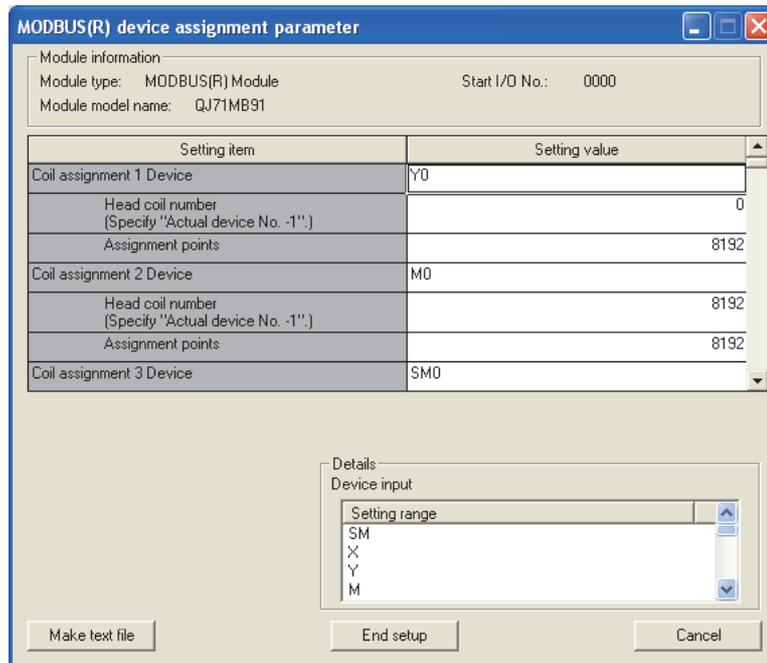 MODBUS(R) device assignment parameter
Module information
Module type: MODBUS(R) Module Start I/O No.: 0000
Module model name: QJ71MB91
Setting item Setting value
Coil assignment 1 Device Y0
Head coil number
(Specify "Actual device No. -1".) 0
Assignment points 8192
Coil assignment 2 Device M0
Head coil number
(Specify "Actual device No. -1".) 8192
Assignment points 8192
Coil assignment 3 Device SM0
Details
Device input
Setting range
SM
X
Y
M
Make text file End setup Cancel